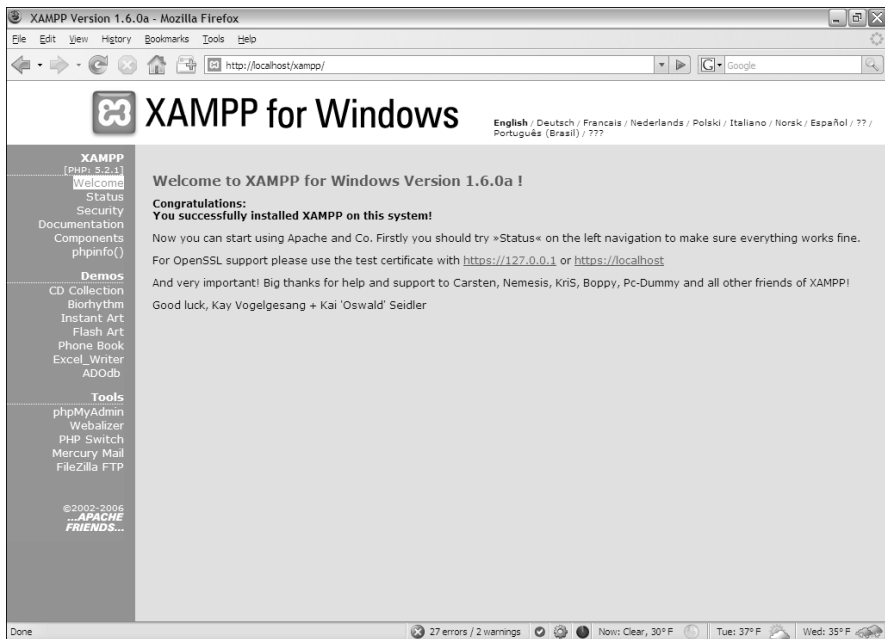 XAMPP Version 1.6.0a - Mozilla Firefox
File Edit View History Bookmarks Tools Help
http://localhost/xampp/
G Google
XAMPP for Windows
English / Deutsch / Francais / Nederlands / Polski / Italiano / Norsk / Español / ?? /
Português (Brasil) / ???
XAMPP
[PHP: 5.2.1]
Welcome
Status
Security
Documentation
Components
phpinfo()
Demos
CD Collection
Biorhythm
Instant Art
Flash Art
Phone Book
Excel_Writer
ADOdb
Tools
phpMyAdmin
Webalizer
PHP Switch
Mercury Mail
FileZilla FTP
©2002-2006
...APACHE
FRIENDS...
Welcome to XAMPP for Windows Version 1.6.0a !
Congratulations:
You successfully installed XAMPP on this system!
Now you can start using Apache and Co. Firstly you should try »Status« on the left navigation to make sure everything works fine.
For OpenSSL support please use the test certificate with https://127.0.0.1 or https://localhost
And very important! Big thanks for help and support to Carsten, Nemesis, KriS, Boppy, Pc-Dummy and all other friends of XAMPP!
Good luck, Kay Vogelgesang + Kai 'Oswald' Seidler
Done
27 errors / 2 warnings
Now: Clear, 30° F
Tue: 37° F
Wed: 35° F